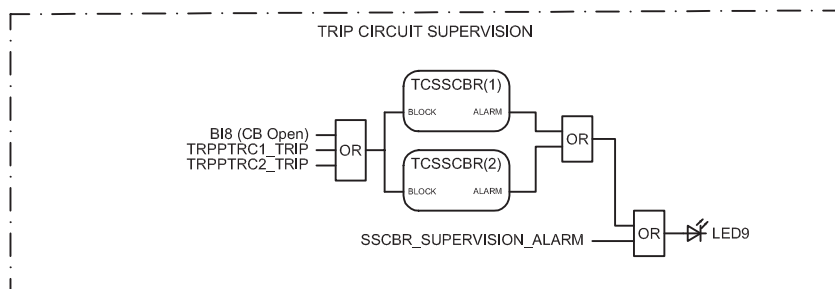 TRIP CIRCUIT SUPERVISION
TCSSCBR(1)
BLOCK ALARM
BI8 (CB Open)
TRPPTRC1_TRIP
TRPPTRC2_TRIP
OR
OR
TCSSCBR(2)
BLOCK ALARM
SSCBR_SUPERVISION_ALARM
OR
LED9